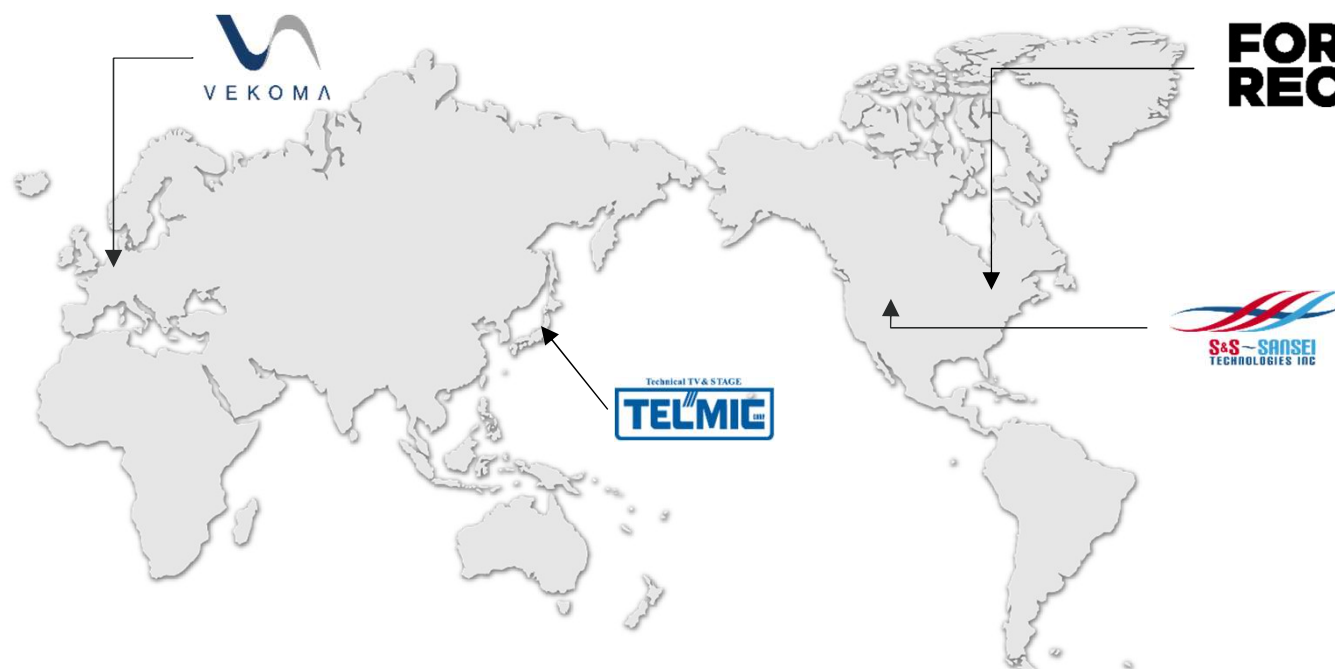 VEKOMA
FOR
REC
S&S-SANSEI
TECHNOLOGIES INC
Technical TV & STAGE
TELMIC